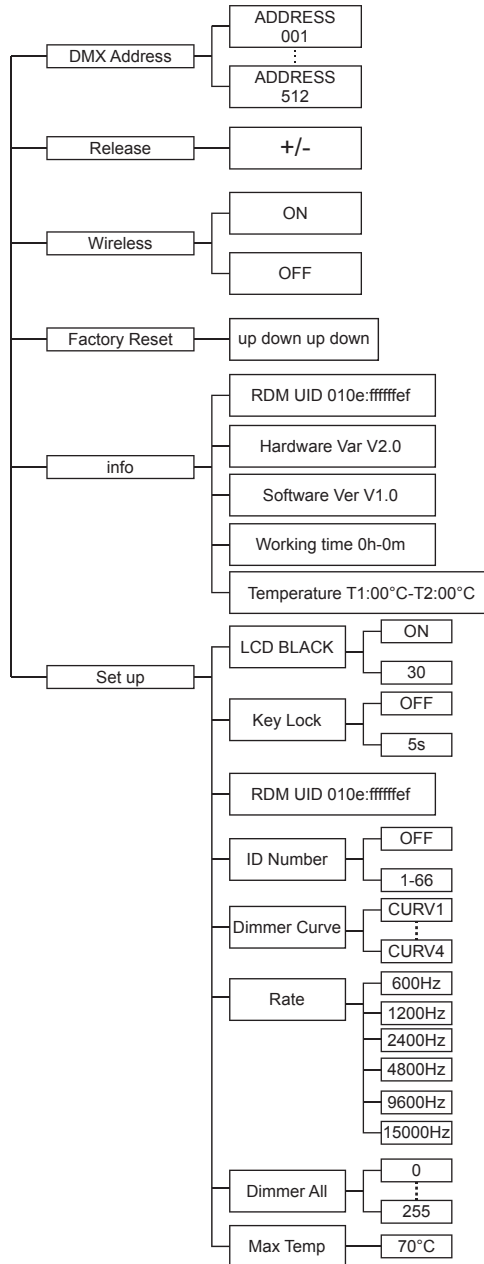 DMX Address
ADDRESS
001
ADDRESS
512
Release
+/-
Wireless
ON
OFF
Factory Reset
up down up down
info
RDM UID 010e:ffffffef
Hardware Var V2.0
Software Ver V1.0
Working time 0h-0m
Temperature T1:00°C-T2:00°C
Set up
LCD BLACK
ON
30
Key Lock
OFF
5s
RDM UID 010e:ffffffef
ID Number
OFF
1-66
Dimmer Curve
CURV1
CURV4
Rate
600Hz
1200Hz
2400Hz
4800Hz
9600Hz
15000Hz
Dimmer All
0
255
Max Temp
70°C